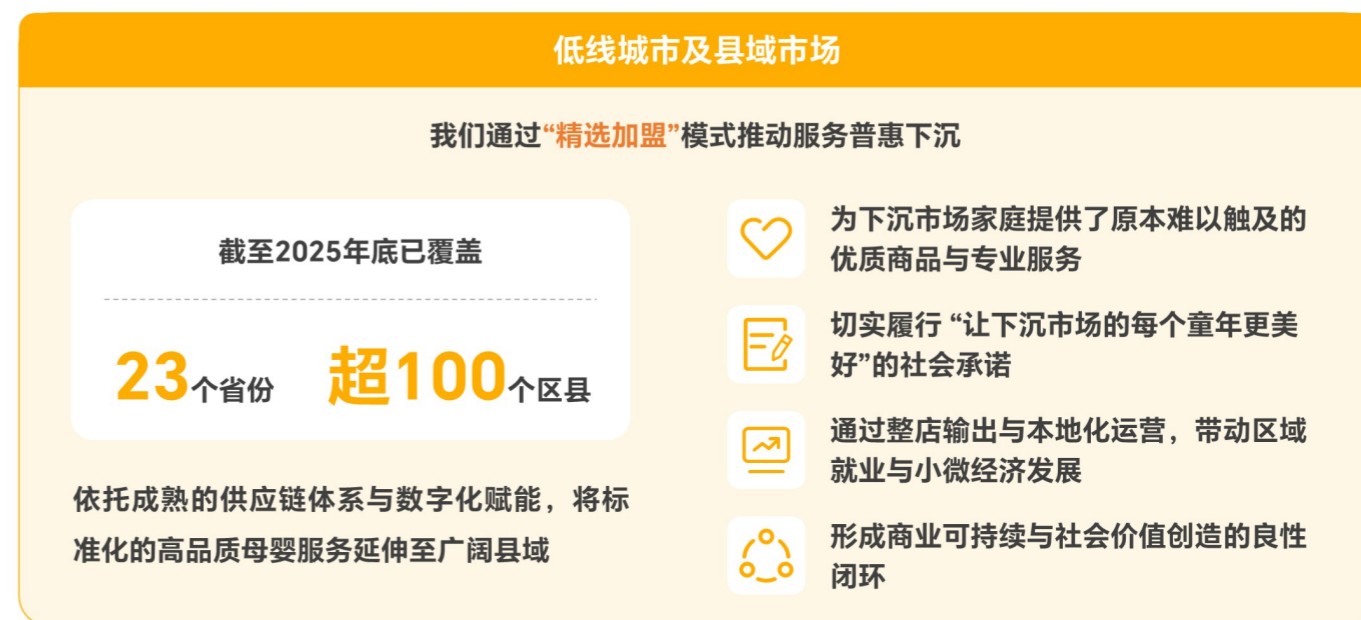 低线城市及县域市场
我们通过“精选加盟”模式推动服务普惠下沉
截至2025年底已覆盖
23个省份 超100个区县
依托成熟的供应链体系与数字化赋能，将标
准化的高品质母婴服务延伸至广阔县域
为下沉市场家庭提供了原本难以触及的
优质商品与专业服务
切实履行 “让下沉市场的每个童年更美
好”的社会承诺
通过整店输出与本地化运营，带动区域
就业与小微经济发展
形成商业可持续与社会价值创造的良性
闭环